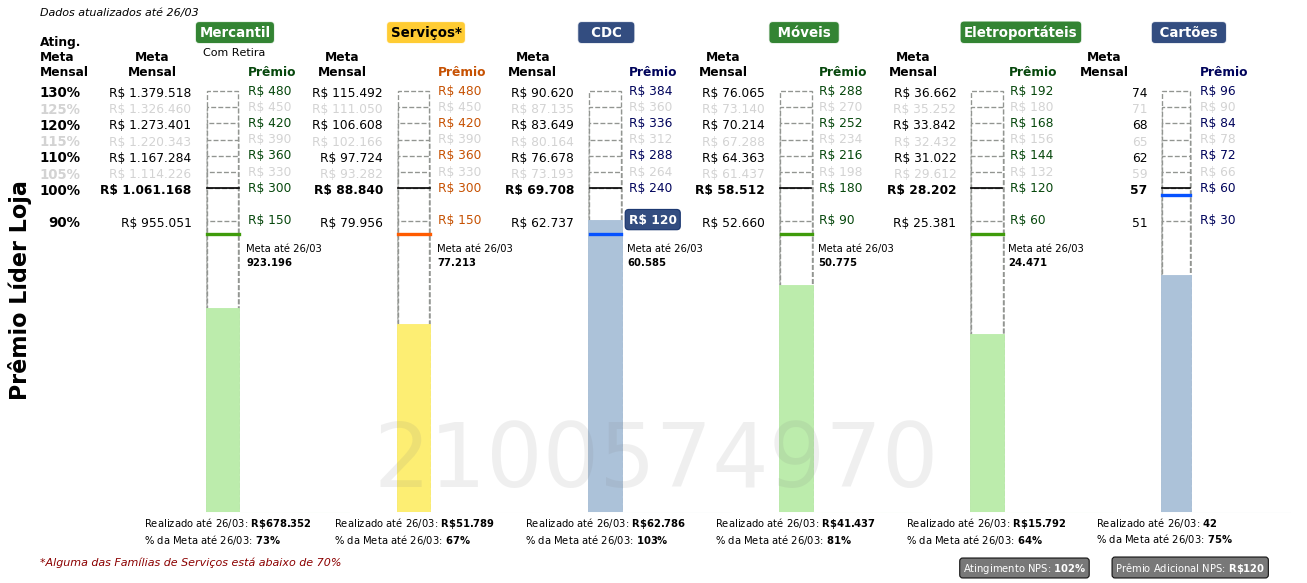 Dados atualizados até 26/03
Mercantil Serviços* CDC Móveis Eletroportáteis Cartões
Com Retira
Ating. Meta Mensal Meta Mensal Prêmio Meta Mensal Prêmio Meta Mensal Prêmio Meta Mensal Prêmio Meta Mensal Prêmio Meta Mensal Prêmio
130% R$ 1.379.518 R$ 480 R$ 115.492 R$ 480 R$ 90.620 R$ 384 R$ 76.065 R$ 288 R$ 36.662 R$ 192 74 R$ 96
125% R$ 1.326.460 R$ 450 R$ 111.050 R$ 450 R$ 87.135 R$ 360 R$ 73.140 R$ 270 R$ 35.252 R$ 180 71 R$ 90
120% R$ 1.273.401 R$ 420 R$ 106.608 R$ 420 R$ 83.649 R$ 336 R$ 70.214 R$ 252 R$ 33.842 R$ 168 68 R$ 84
115% R$ 1.220.343 R$ 390 R$ 102.166 R$ 390 R$ 80.164 R$ 312 R$ 67.288 R$ 234 R$ 32.432 R$ 156 65 R$ 78
110% R$ 1.167.284 R$ 360 R$ 97.724 R$ 360 R$ 76.678 R$ 288 R$ 64.363 R$ 216 R$ 31.022 R$ 144 62 R$ 72
105% R$ 1.114.226 R$ 330 R$ 93.282 R$ 330 R$ 73.193 R$ 264 R$ 61.437 R$ 198 R$ 29.612 R$ 132 59 R$ 66
100% R$ 1.061.168 R$ 300 R$ 88.840 R$ 300 R$ 69.708 R$ 240 R$ 58.512 R$ 180 R$ 28.202 R$ 120 57 R$ 60
90% R$ 955.051 R$ 150 R$ 79.956 R$ 150 R$ 62.737 R$ 120 R$ 52.660 R$ 90 R$ 25.381 R$ 60 51 R$ 30
Meta até 26/03 Meta até 26/03 Meta até 26/03 Meta até 26/03 Meta até 26/03
923.196 77.213 60.585 50.775 24.471
Prêmio Líder Loja
2100574970
Realizado até 26/03: R$678.352 Realizado até 26/03: R$51.789 Realizado até 26/03: R$62.786 Realizado até 26/03: R$41.437 Realizado até 26/03: R$15.792 Realizado até 26/03: 42
% da Meta até 26/03: 73% % da Meta até 26/03: 67% % da Meta até 26/03: 103% % da Meta até 26/03: 81% % da Meta até 26/03: 64% % da Meta até 26/03: 75%
*Alguma das Famílias de Serviços está abaixo de 70%
Atingimento NPS: 102% Prêmio Adicional NPS: R$120